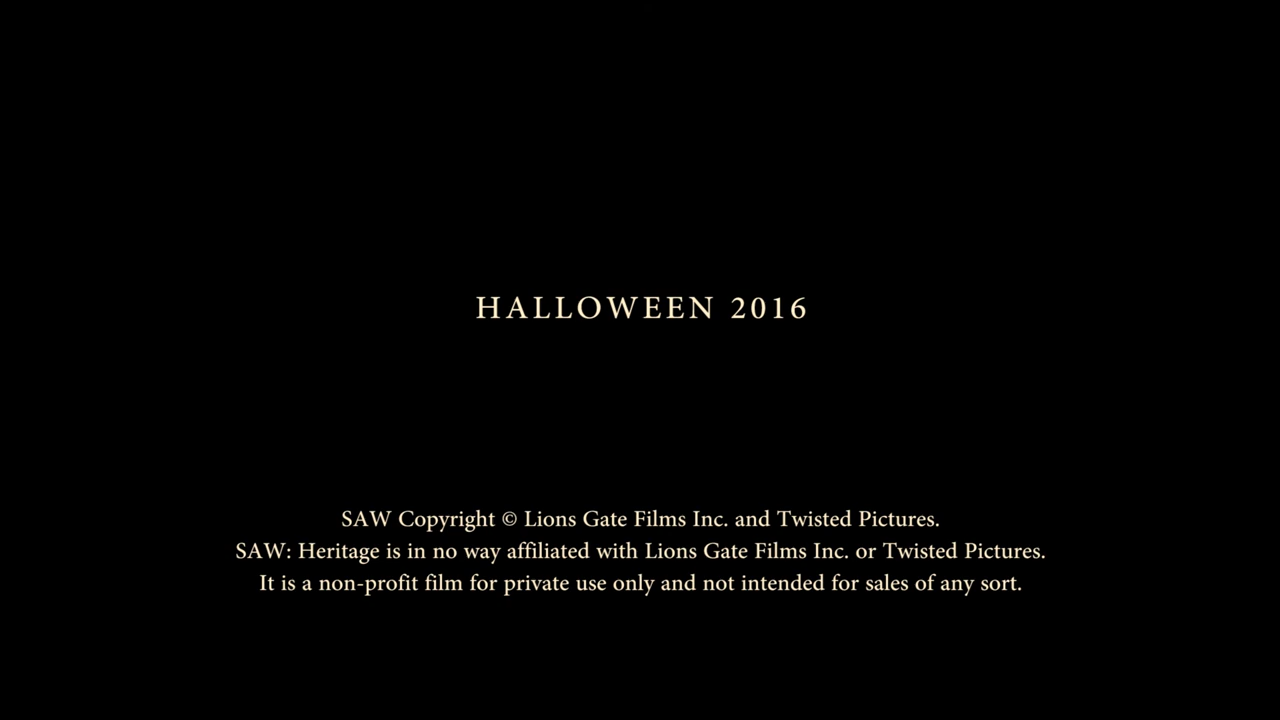 HALLOWEEN 2016
SAW Copyright © Lions Gate Films Inc. and Twisted Pictures.
SAW: Heritage is in no way affiliated with Lions Gate Films Inc. or Twisted Pictures.
It is a non-profit film for private use only and not intended for sales of any sort.